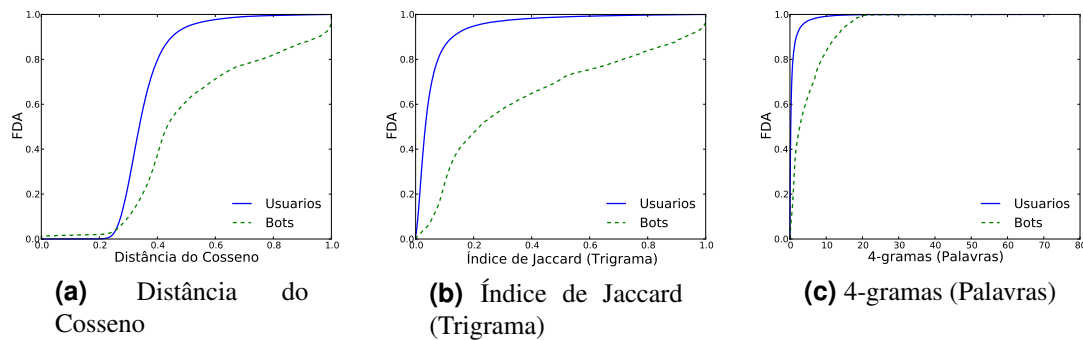 1.0
0.8
0.6
0.4
0.2
0.0
FDA
0.0 0.2 0.4 0.6 0.8 1.0
Distância do Cosseno
Usuarios
Bots
(a) Distância do
Cosseno
1.0
0.8
0.6
0.4
0.2
0.0
FDA
0.0 0.2 0.4 0.6 0.8 1.0
Índice de Jaccard (Trigrama)
Usuarios
Bots
(b) Índice de Jaccard
(Trigrama)
1.0
0.8
0.6
0.4
0.2
0.0
FDA
0 10 20 30 40 50 60 70 80
4-gramas (Palavras)
Usuarios
Bots
(c) 4-gramas (Palavras)